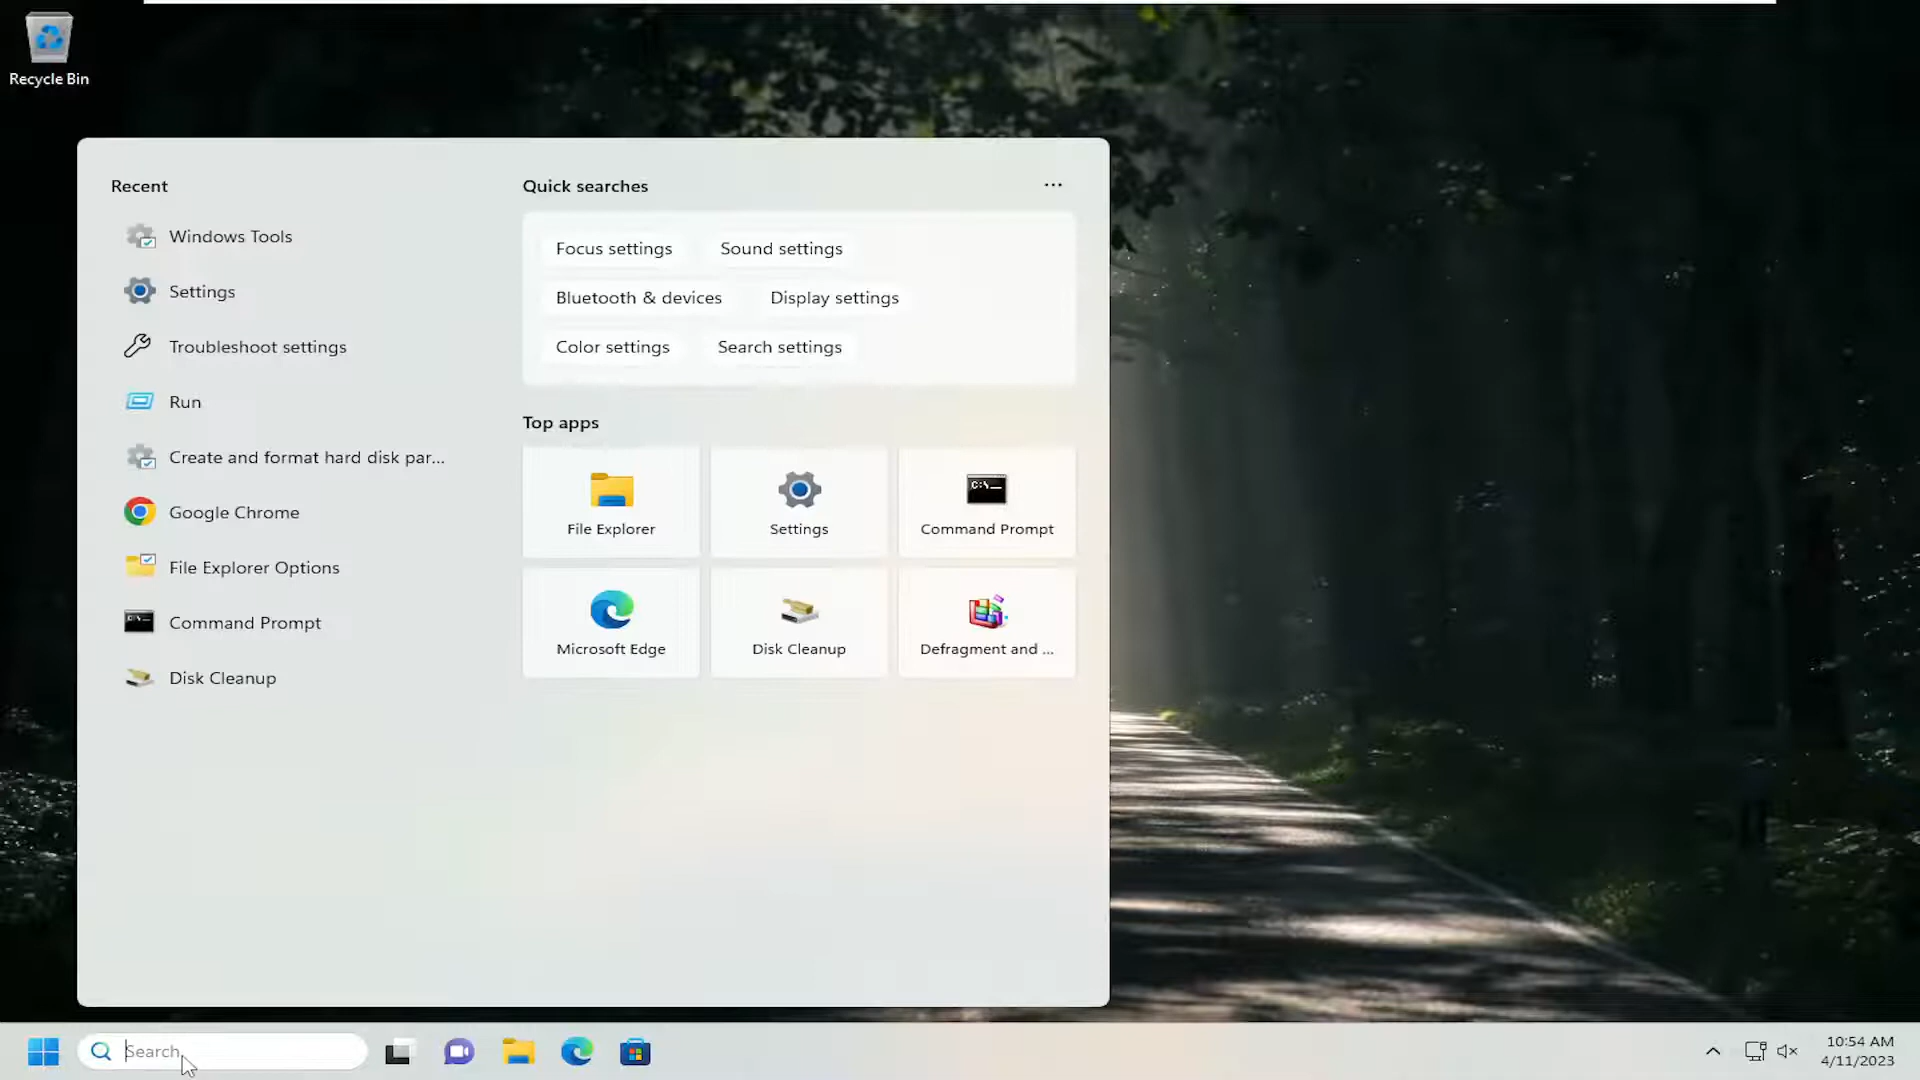 Recycle Bin
Recent
Windows Tools
Settings
Troubleshoot settings
Run
Create and format hard disk par...
Google Chrome
File Explorer Options
Command Prompt
Disk Cleanup
Quick searches
Focus settings
Sound settings
Bluetooth & devices
Display settings
Color settings
Search settings
Top apps
File Explorer
Settings
C:\_
Command Prompt
Microsoft Edge
Disk Cleanup
Defragment and ...
Search
10:54 AM
4/11/2023